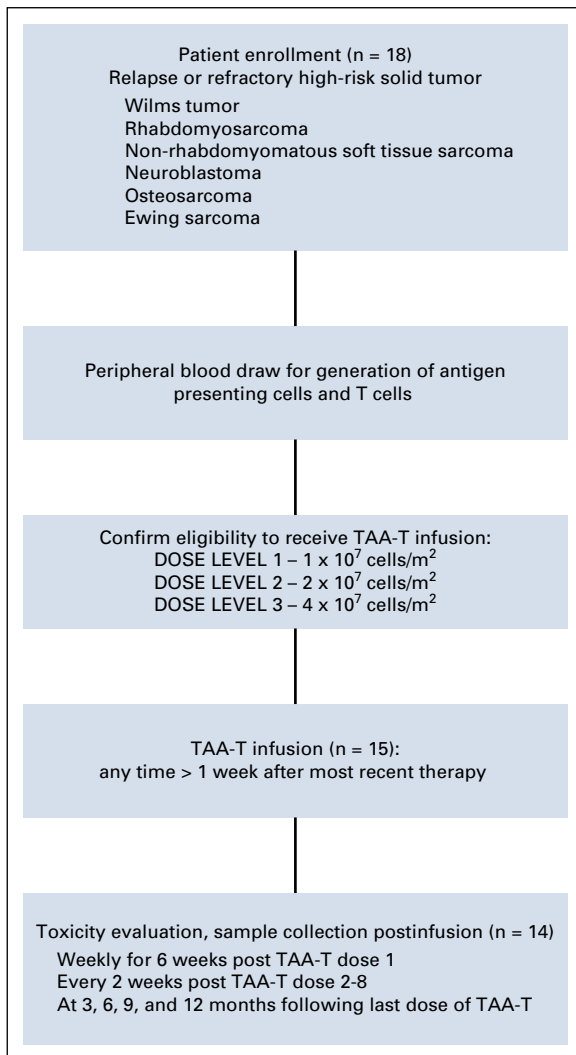 Patient enrollment (n = 18)
Relapse or refractory high-risk solid tumor
Wilms tumor
Rhabdomyosarcoma
Non-rhabdomyomatous soft tissue sarcoma
Neuroblastoma
Osteosarcoma
Ewing sarcoma
Peripheral blood draw for generation of antigen
presenting cells and T cells
Confirm eligibility to receive TAA-T infusion:
DOSE LEVEL 1 – 1 x 10⁷ cells/m²
DOSE LEVEL 2 – 2 x 10⁷ cells/m²
DOSE LEVEL 3 – 4 x 10⁷ cells/m²
TAA-T infusion (n = 15):
any time > 1 week after most recent therapy
Toxicity evaluation, sample collection postinfusion (n = 14)
Weekly for 6 weeks post TAA-T dose 1
Every 2 weeks post TAA-T dose 2-8
At 3, 6, 9, and 12 months following last dose of TAA-T